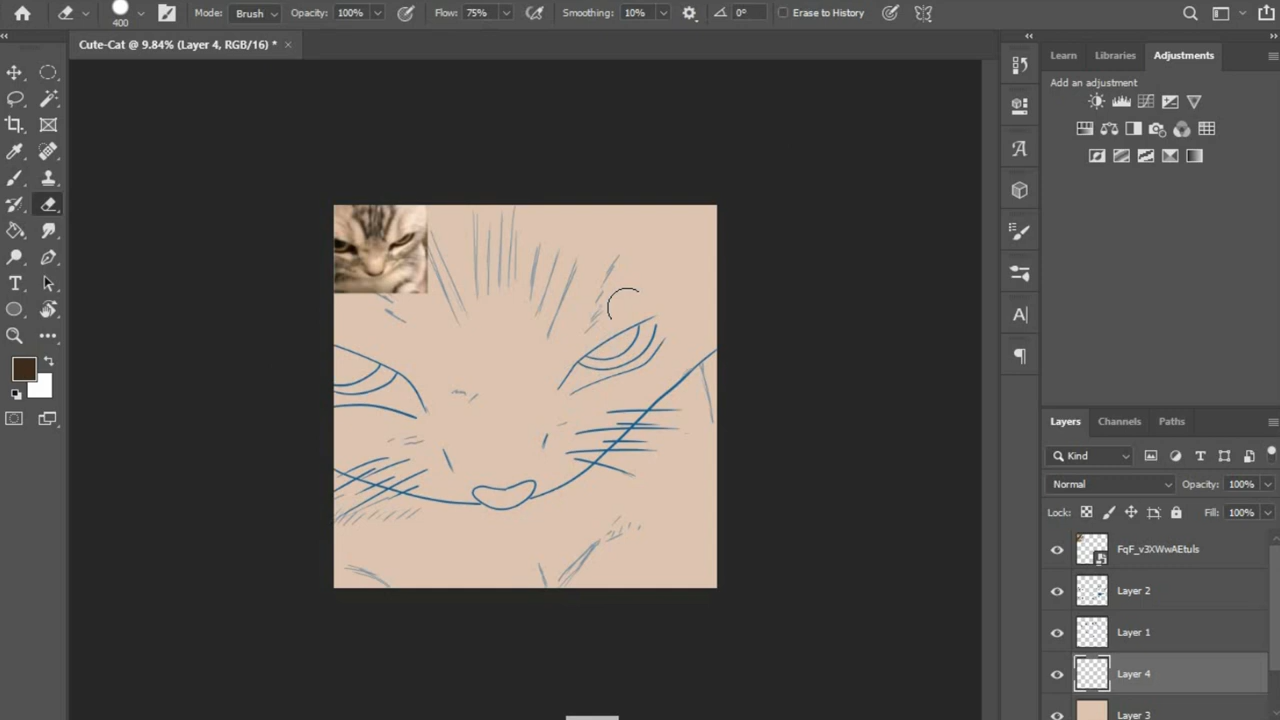 400 Mode: Brush Opacity: 100% Flow: 75% Smoothing: 10% 0° Erase to History
Cute-Cat @ 9.84% (Layer 4, RGB/16) * ×
Learn Libraries Adjustments
Add an adjustment
Layers Channels Paths
Kind
Normal Opacity: 100%
Lock: Fill: 100%
FqF_v3XWwAEtuls
Layer 2
Layer 1
Layer 4
Layer 3